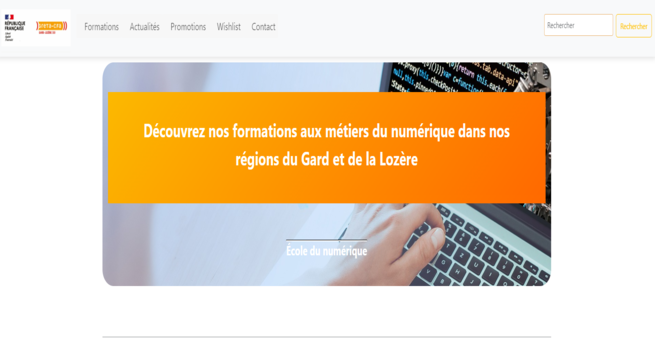 RÉPUBLIQUE
FRANÇAISE
Formations Actualités Promotions Wishlist Contact
Rechercher Rechercher
Découvrez nos formations aux métiers du numérique dans nos
régions du Gard et de la Lozère
Ecole du numérique